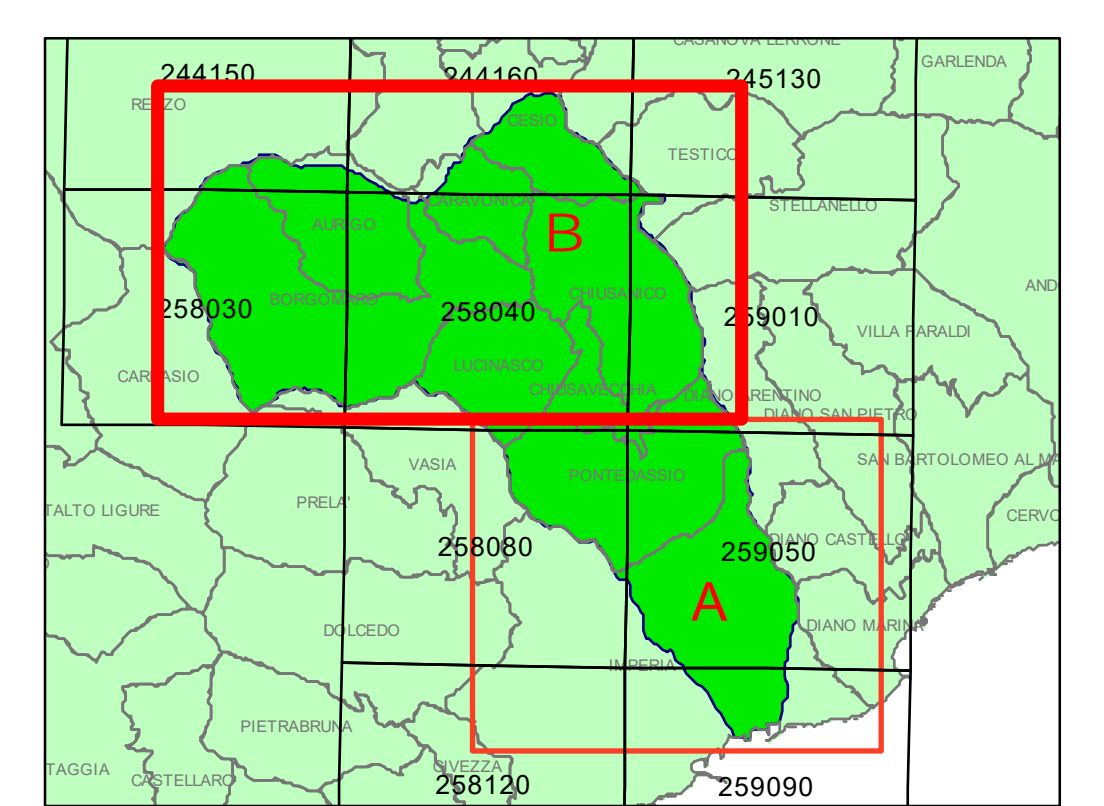 CASANOVA LERRONE
GARLENDA
244150
244160
245130
REZZO
CESIO
TESTICO
CARAVONICA
STELLANELLO
AURIGO
B
AND
BORGOMARO
CHIUSANICO
258030
258040
259010
VILLA FARALDI
LUCINASCO
CARPASIO
CHIUSAVECCHIA
DIANO ARENTINO
DIANO SAN PIETRO
VASIA
SAN BARTOLOMEO AL MA
PONTEDASSIO
PRELA'
TALTO LIGURE
CERVO
DIANO CASTELLO
258080
259050
A
DOLCEDO
DIANO MARINA
IMPERIA
PIETRABRUNA
TAGGIA
CIVEZZA
CASTELLARO
258120
259090